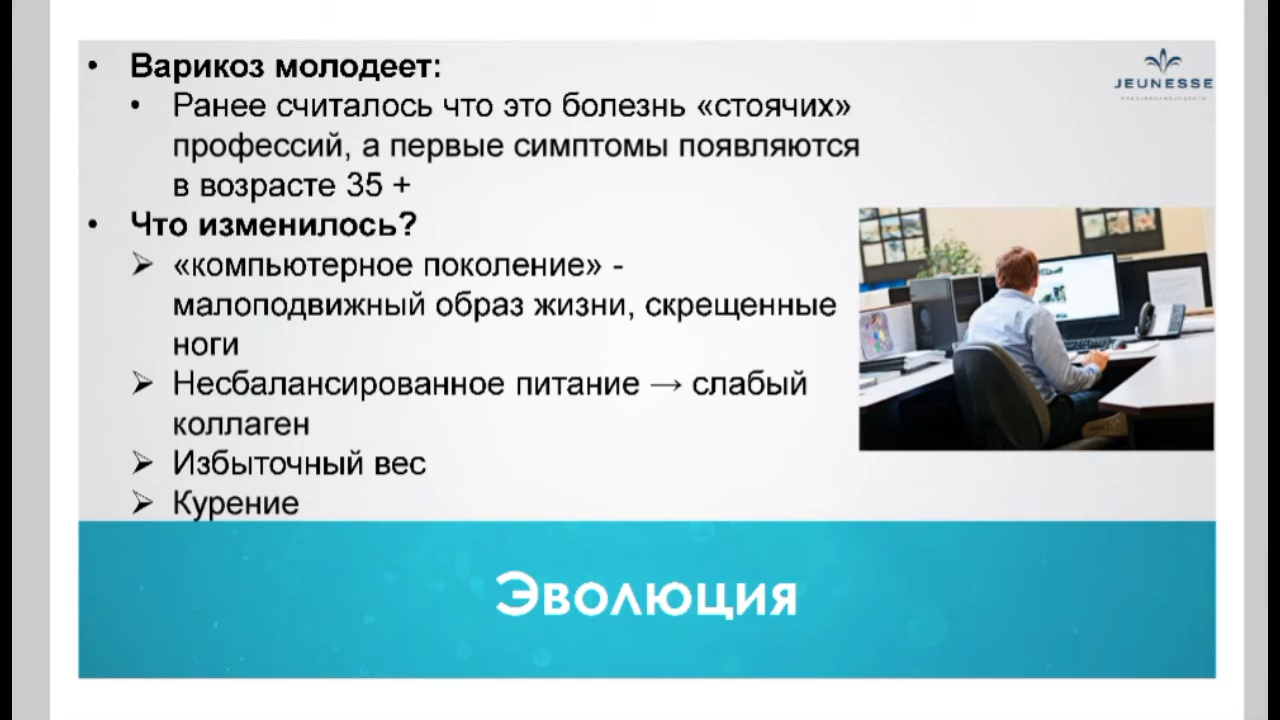 • Варикоз молодеет:
• Ранее считалось что это болезнь «стоячих»
профессий, а первые симптомы появляются
в возрасте 35 +
• Что изменилось?
➢ «компьютерное поколение» -
малоподвижный образ жизни, скрещенные
ноги
➢ Несбалансированное питание → слабый
коллаген
➢ Избыточный вес
➢ Курение
JEUNESSE
Эволюция